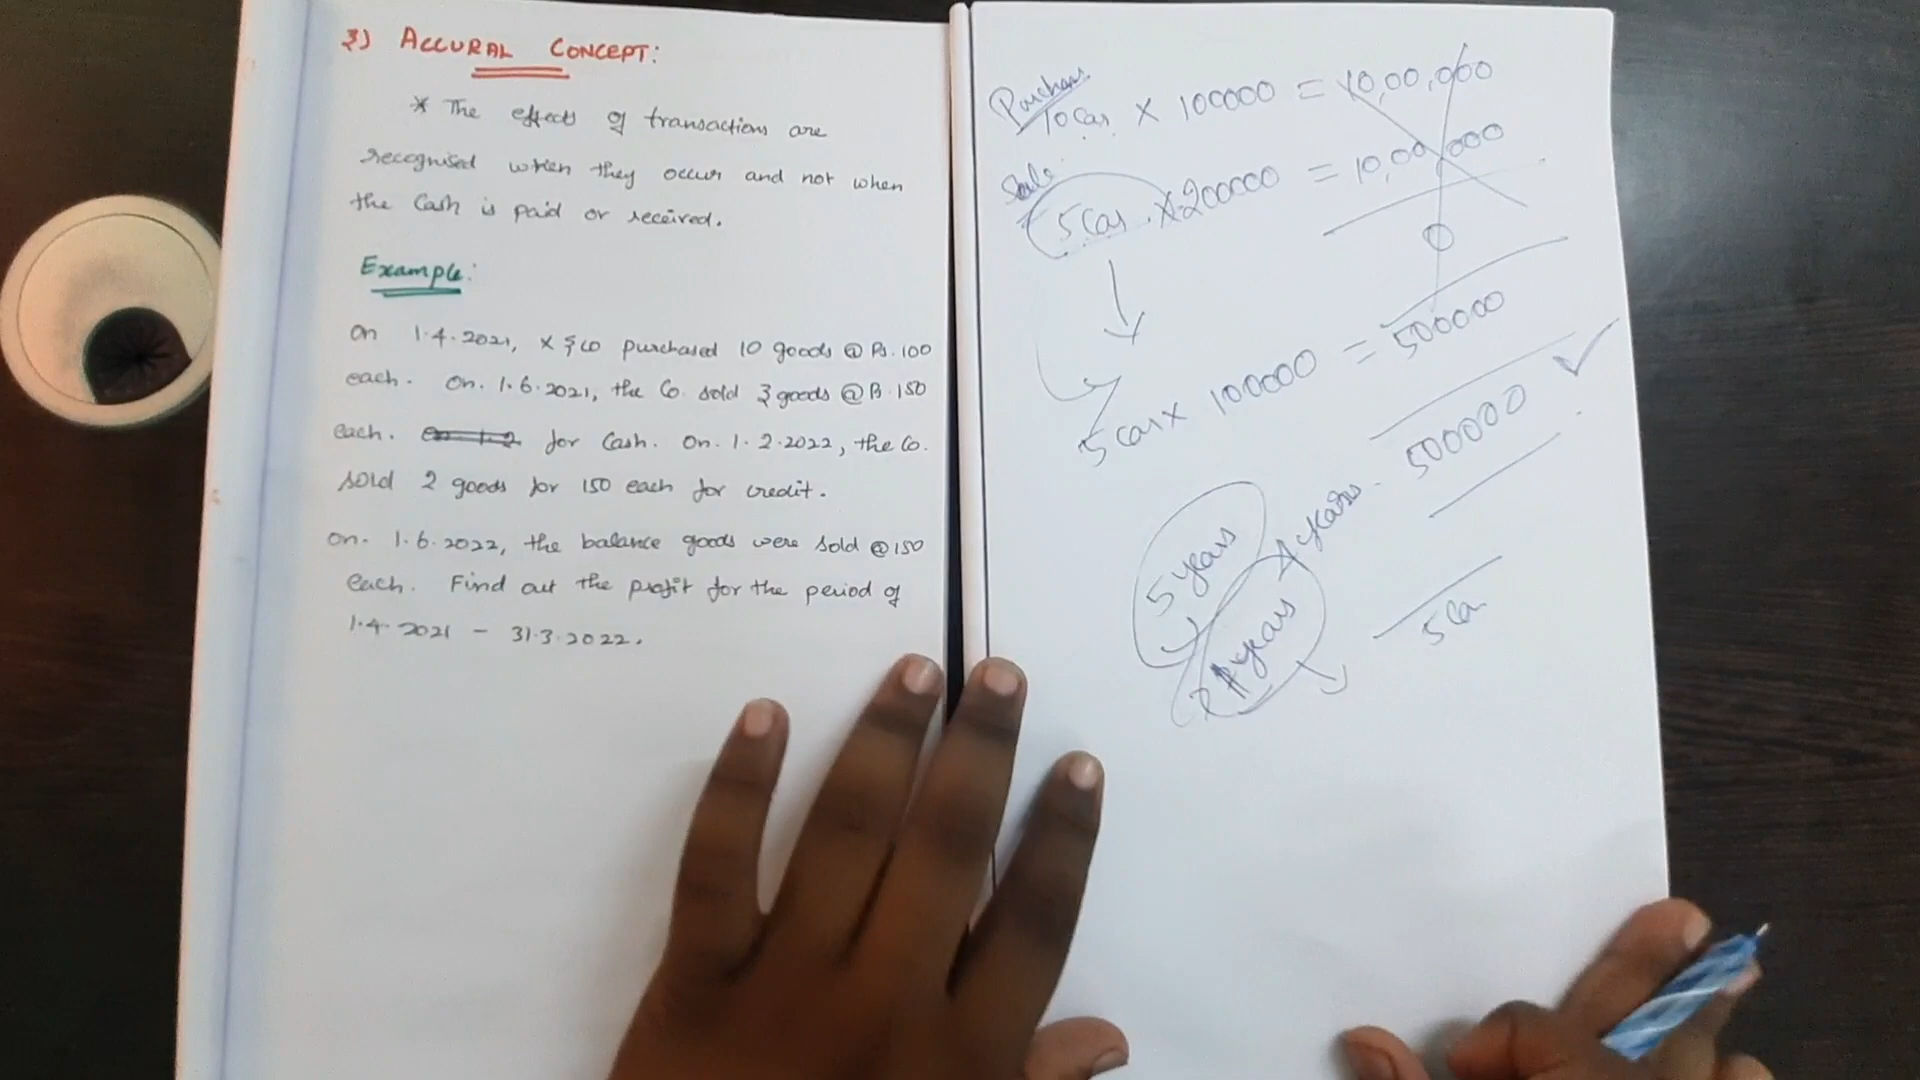 3) ACCURAL CONCEPT:
* The effects of transactions are
recognised when they occur and not when
the Cash is paid or received.
Example:
On 1.4.2021, X & Co purchased 10 goods @ Rs. 100
each. On. 1.6.2021, the Co. sold 3 goods @ Rs. 150
each. for Cash. On. 1.2.2022, the Co.
sold 2 goods for 150 each for credit.
On. 1.6.2022, the balance goods were sold @ 150
each. Find out the profit for the period of
1.4.2021 - 31.3.2022.
Purchase
10 Car X 100000 = 10,00,000
Sale
5 Car X 200000 = 10,00,000
0
5 Car X 100000 = 500000
500000
5 years
4 years
years
5 Car